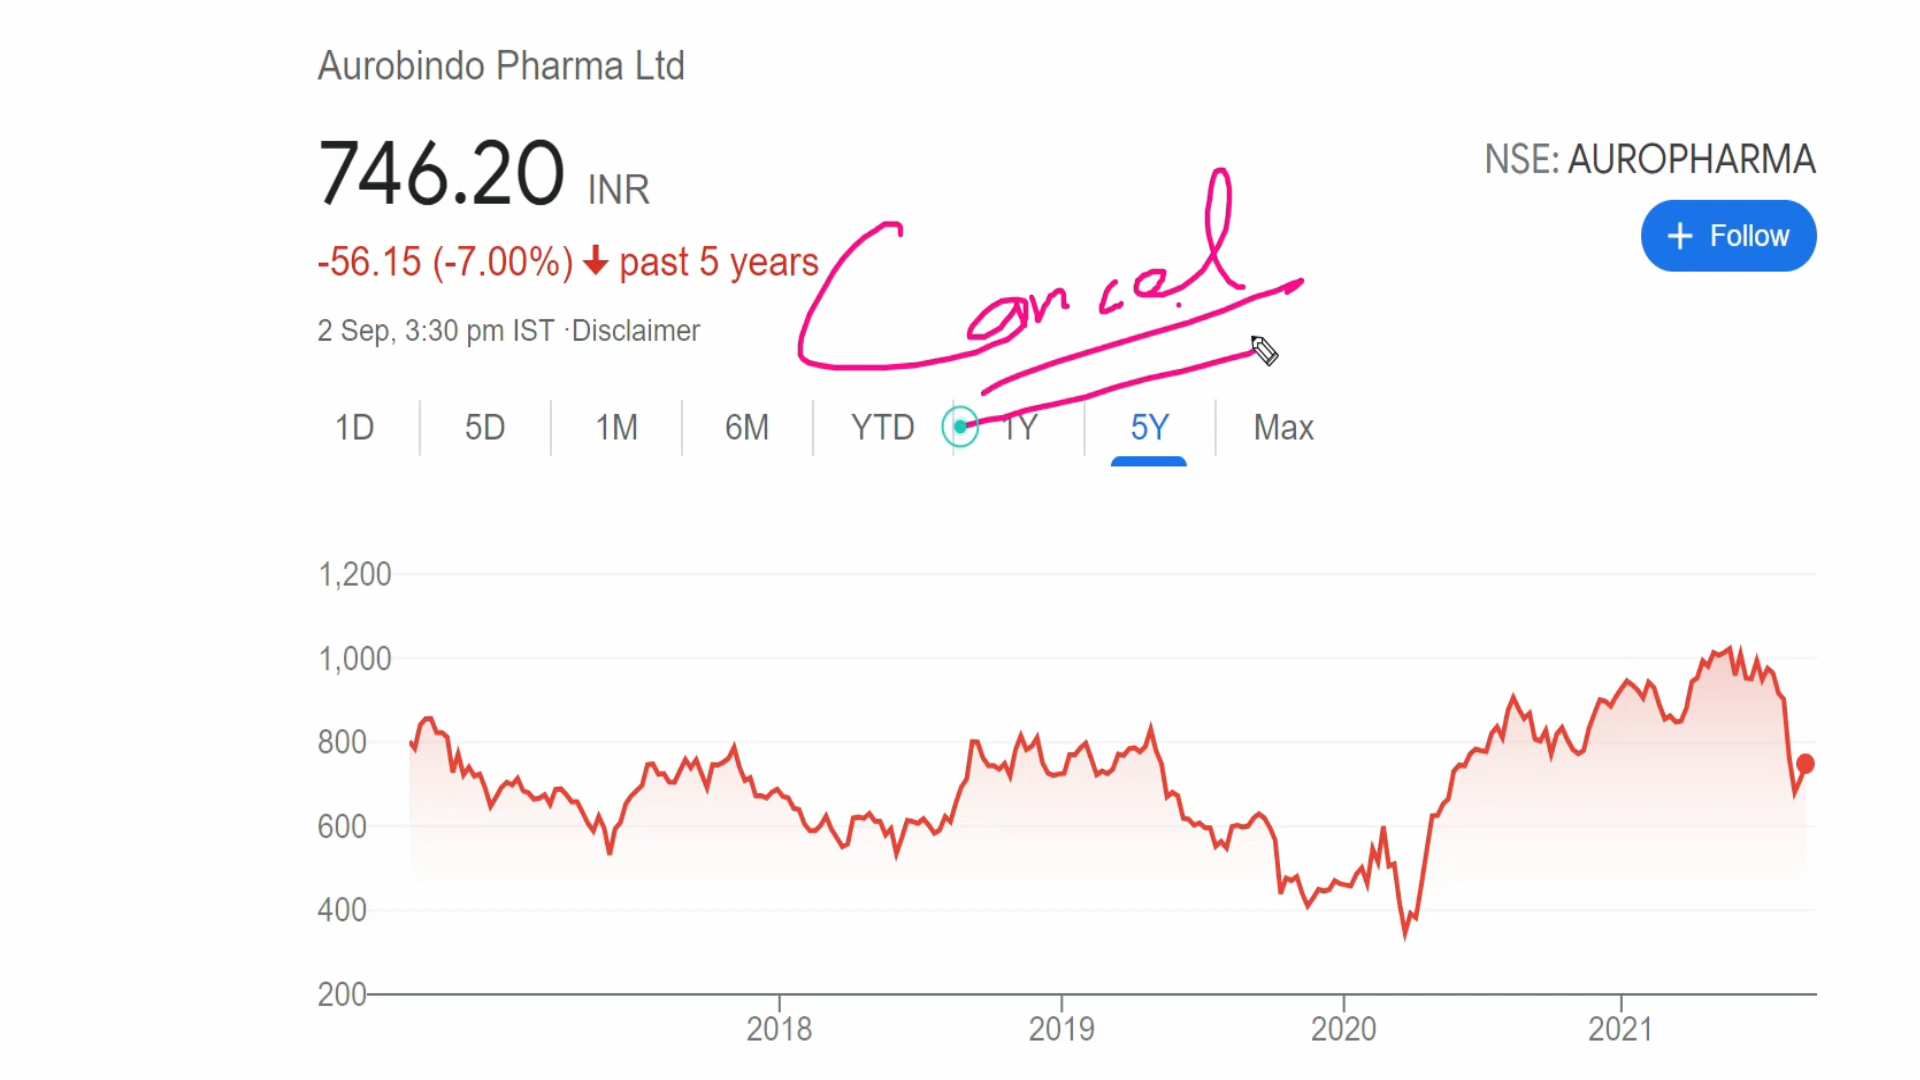 Aurobindo Pharma Ltd
746.20 INR
NSE: AUROPHARMA
+ Follow
-56.15 (-7.00%) ↓ past 5 years
Cancel
2 Sep, 3:30 pm IST · Disclaimer
1D 5D 1M 6M YTD 1Y 5Y Max
1,200
1,000
800
600
400
200
2018 2019 2020 2021